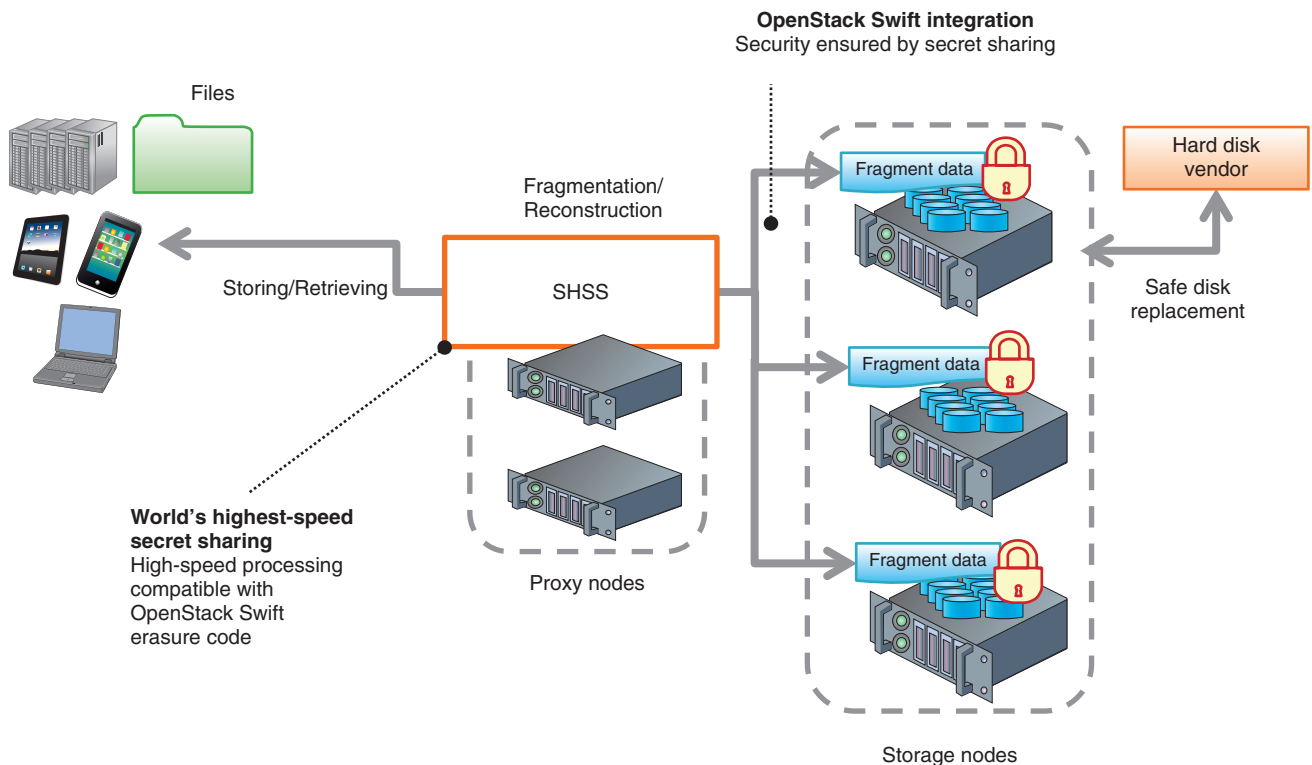 OpenStack Swift integration
Security ensured by secret sharing
Files
Fragmentation/
Reconstruction
Storing/Retrieving
SHSS
Fragment data
Fragment data
Fragment data
Hard disk
vendor
Safe disk
replacement
World's highest-speed
secret sharing
High-speed processing
compatible with
OpenStack Swift
erasure code
Proxy nodes
Storage nodes